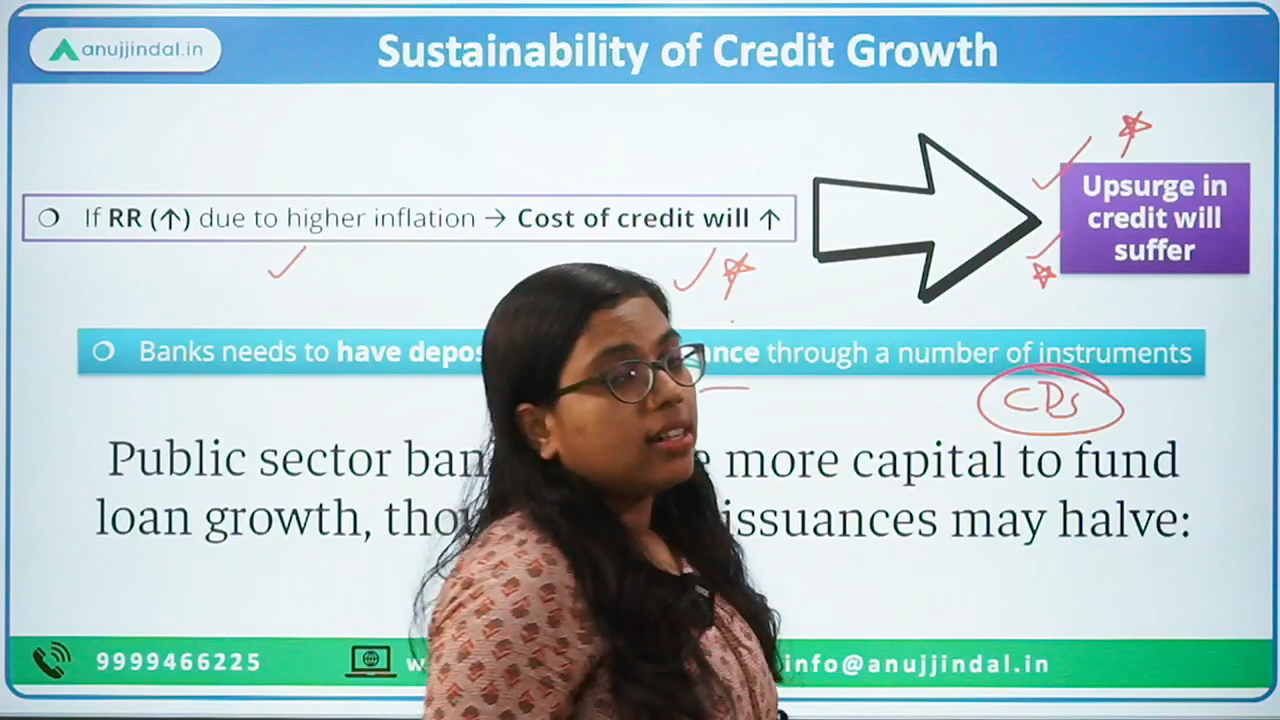 anujjindal.in
Sustainability of Credit Growth
If RR (↑) due to higher inflation → Cost of credit will ↑
Upsurge in
credit will
suffer
Banks needs to have depos nce through a number of instruments
CDs
Public sector ban more capital to fund
loan growth, tho issuances may halve:
9999466225
w
info@anujjindal.in